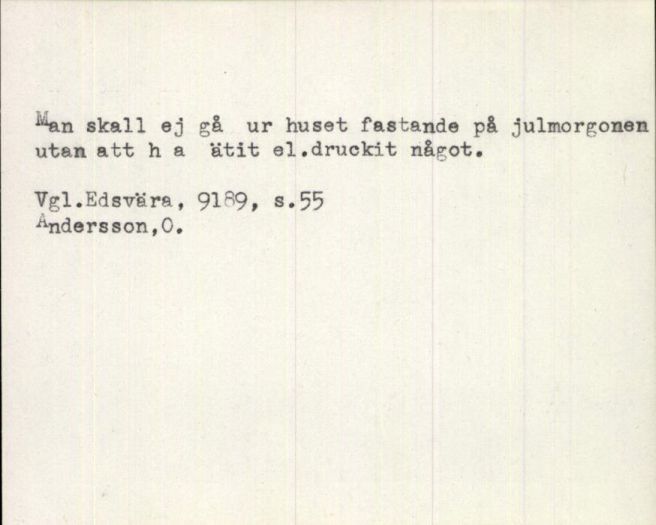 Man skall ej gå ur huset fastande på julmorgonen
utan att h a ätit el.druckit något.
Vgl.Edsvära, 9189, s.55
Andersson,O.